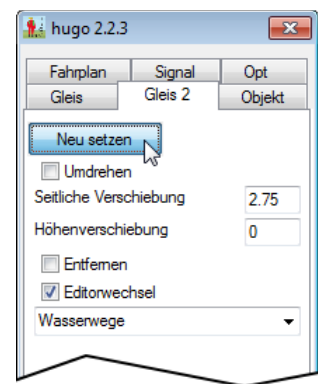 hugo 2.2.3
Fahrplan Signal Opt
Gleis Gleis 2 Objekt
Neu setzen
Umdrehen
Seitliche Verschiebung 2.75
Höhenverschiebung 0
Entfernen
Editorwechsel
Wasserwege